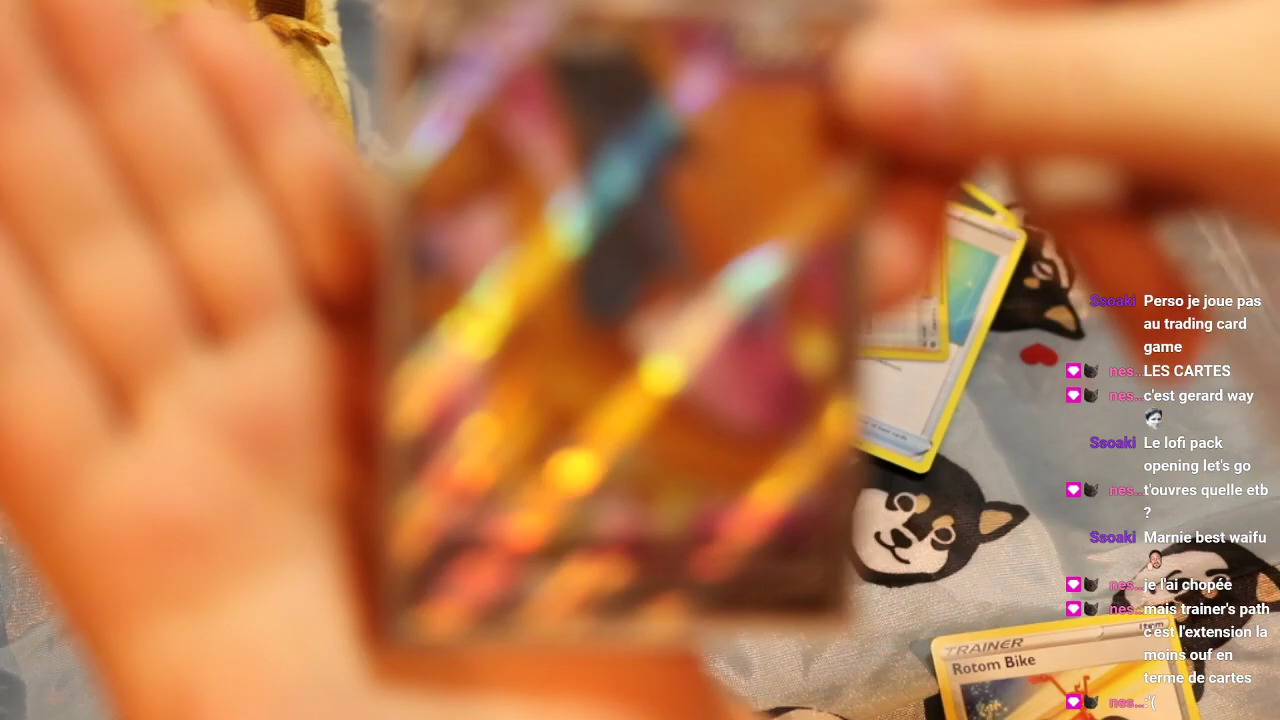 Ssoaki Perso je joue pas
au trading card
game
nes... LES CARTES
nes... c'est gerard way
Ssoaki Le lofi pack
opening let's go
nes... t'ouvres quelle etb
?
Ssoaki Marnie best waifu
nes... je l'ai chopée
nes... mais trainer's path
c'est l'extension la
moins ouf en
terme de cartes
nes... :'(
TRAINER Item
Rotom Bike